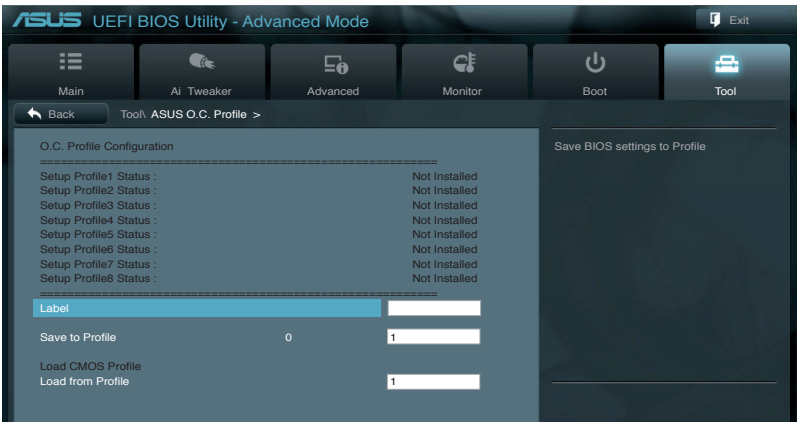 ASUS UEFI BIOS Utility - Advanced Mode
Exit
Main
Ai Tweaker
Advanced
Monitor
Boot
Tool
Back
Tool\ ASUS O.C. Profile >
O.C. Profile Configuration
Save BIOS settings to Profile
==========================================================
Setup Profile1 Status : Not Installed
Setup Profile2 Status : Not Installed
Setup Profile3 Status : Not Installed
Setup Profile4 Status : Not Installed
Setup Profile5 Status : Not Installed
Setup Profile6 Status : Not Installed
Setup Profile7 Status : Not Installed
Setup Profile8 Status : Not Installed
==========================================================
Label
Save to Profile 0 1
Load CMOS Profile
Load from Profile 1